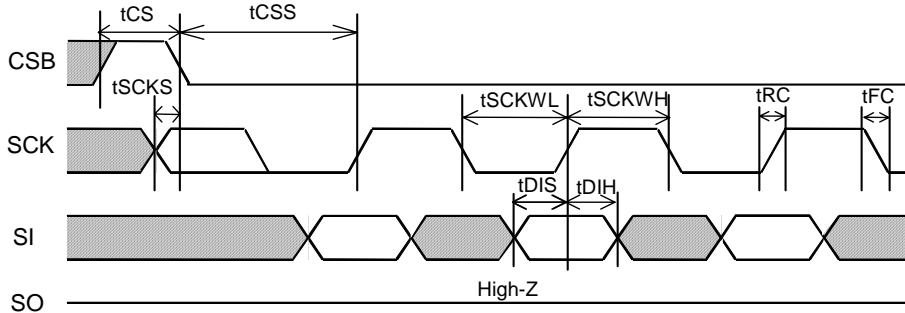 tCS tCSS
CSB
tSCKS tSCKWL tSCKWH tRC tFC
SCK
tDIS tDIH
SI
High-Z
SO